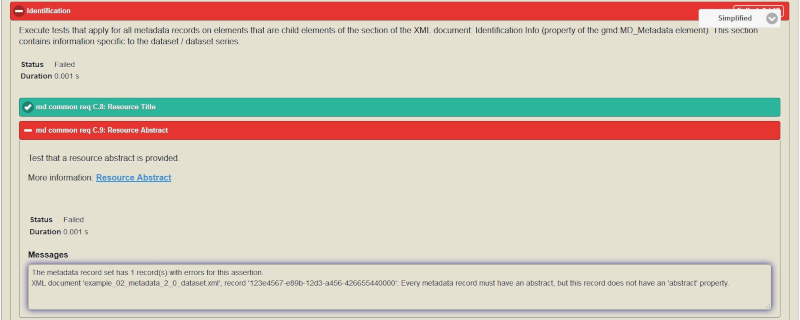 Identification
Simplified
Execute tests that apply for all metadata records on elements that are child elements of the section of the XML document: Identification Info (property of the gmd:MD_Metadata element). This section
contains information specific to the dataset / dataset series.
Status Failed
Duration 0.001 s
md common req C.8: Resource Title
md common req C.9: Resource Abstract
Test that a resource abstract is provided.
More information: Resource Abstract
Status Failed
Duration 0.001 s
Messages
The metadata record set has 1 record(s) with errors for this assertion.
XML document 'example_02_metadata_2_0_dataset.xml', record '123e4567-e89b-12d3-a456-426655440000': Every metadata record must have an abstract, but this record does not have an 'abstract' property.